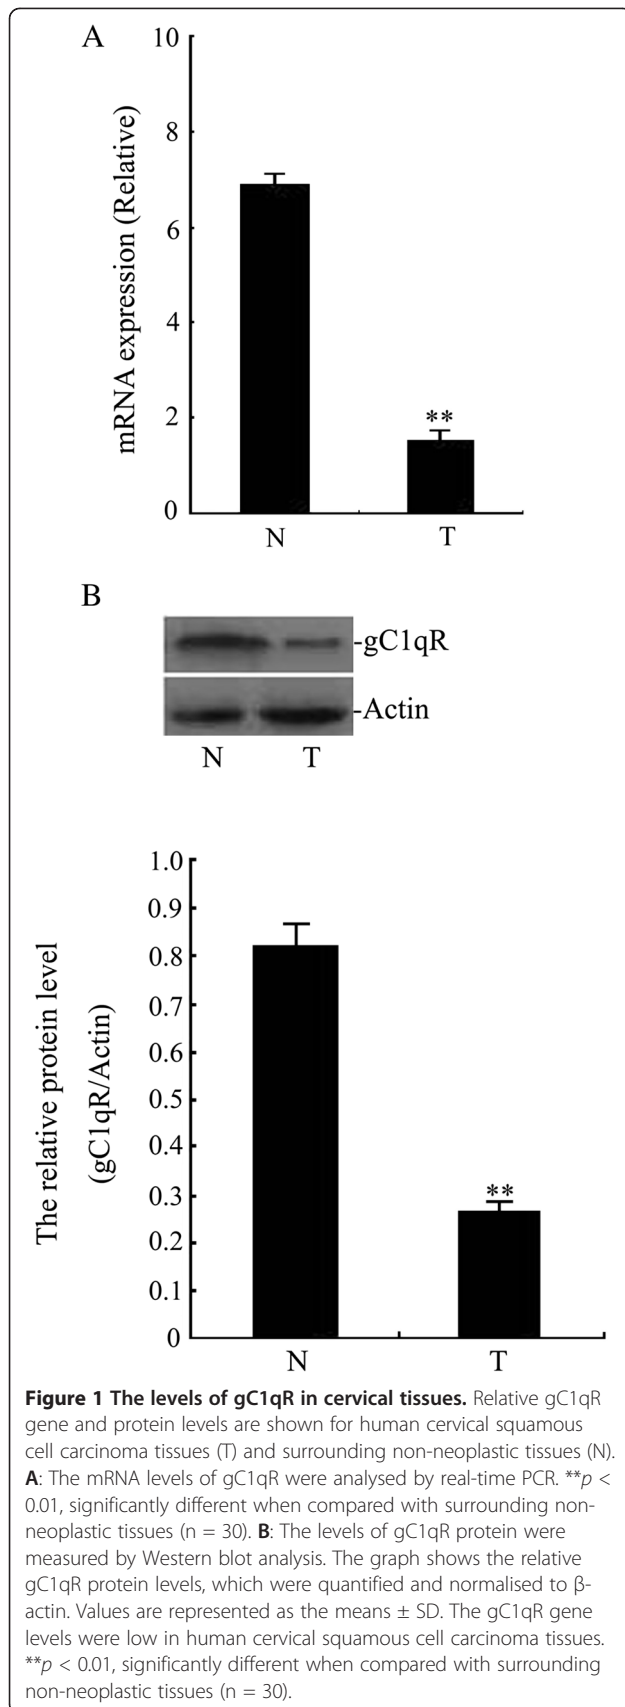 A
10
8
6
4
2
0
mRNA expression (Relative)
**
N T
B
-gC1qR
-Actin
N T
1.0
0.9
0.8
0.7
0.6
0.5
0.4
0.3
0.2
0.1
0
The relative protein level
(gC1qR/Actin)
**
N T
Figure 1 The levels of gC1qR in cervical tissues. Relative gC1qR
gene and protein levels are shown for human cervical squamous
cell carcinoma tissues (T) and surrounding non-neoplastic tissues (N).
A: The mRNA levels of gC1qR were analysed by real-time PCR. **p <
0.01, significantly different when compared with surrounding non-
neoplastic tissues (n = 30). B: The levels of gC1qR protein were
measured by Western blot analysis. The graph shows the relative
gC1qR protein levels, which were quantified and normalised to β-
actin. Values are represented as the means ± SD. The gC1qR gene
levels were low in human cervical squamous cell carcinoma tissues.
**p < 0.01, significantly different when compared with surrounding
non-neoplastic tissues (n = 30).